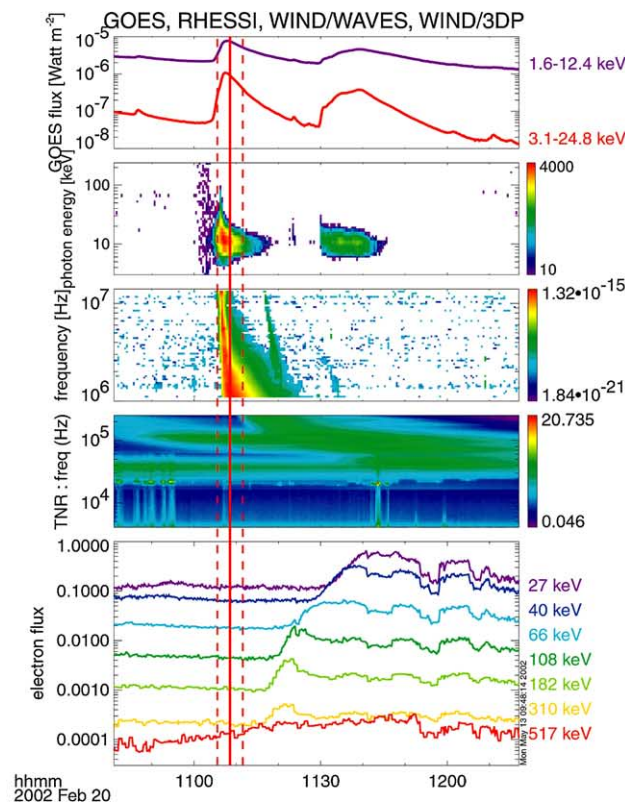 GOES, RHESSI, WIND/WAVES, WIND/3DP
GOES flux [Watt m⁻²]
10⁻⁵
10⁻⁶
10⁻⁷
10⁻⁸
1.6-12.4 keV
3.1-24.8 keV
photon energy [keV]
100
10
4000
10
frequency [Hz]
10⁷
10⁶
1.32•10⁻¹⁵
1.84•10⁻²¹
TNR : freq (Hz)
10⁵
10⁴
20.735
0.046
electron flux
1.0000
0.1000
0.0100
0.0010
0.0001
27 keV
40 keV
66 keV
108 keV
182 keV
310 keV
517 keV
Mon May 13 09:48:14 2002
1100 1130 1200
hhmm
2002 Feb 20